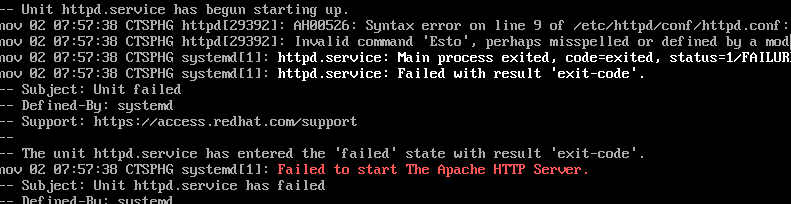 -- Unit httpd.service has begun starting up.
nov 02 07:57:38 CTSPHG httpd[29392]: AH00526: Syntax error on line 9 of /etc/httpd/conf/httpd.conf:
nov 02 07:57:38 CTSPHG httpd[29392]: Invalid command 'Esto', perhaps misspelled or defined by a mod
nov 02 07:57:38 CTSPHG systemd[1]: httpd.service: Main process exited, code=exited, status=1/FAILUR
nov 02 07:57:38 CTSPHG systemd[1]: httpd.service: Failed with result 'exit-code'.
-- Subject: Unit failed
-- Defined-By: systemd
-- Support: https://access.redhat.com/support
--
-- The unit httpd.service has entered the 'failed' state with result 'exit-code'.
nov 02 07:57:38 CTSPHG systemd[1]: Failed to start The Apache HTTP Server.
-- Subject: Unit httpd.service has failed
-- Defined-By: systemd